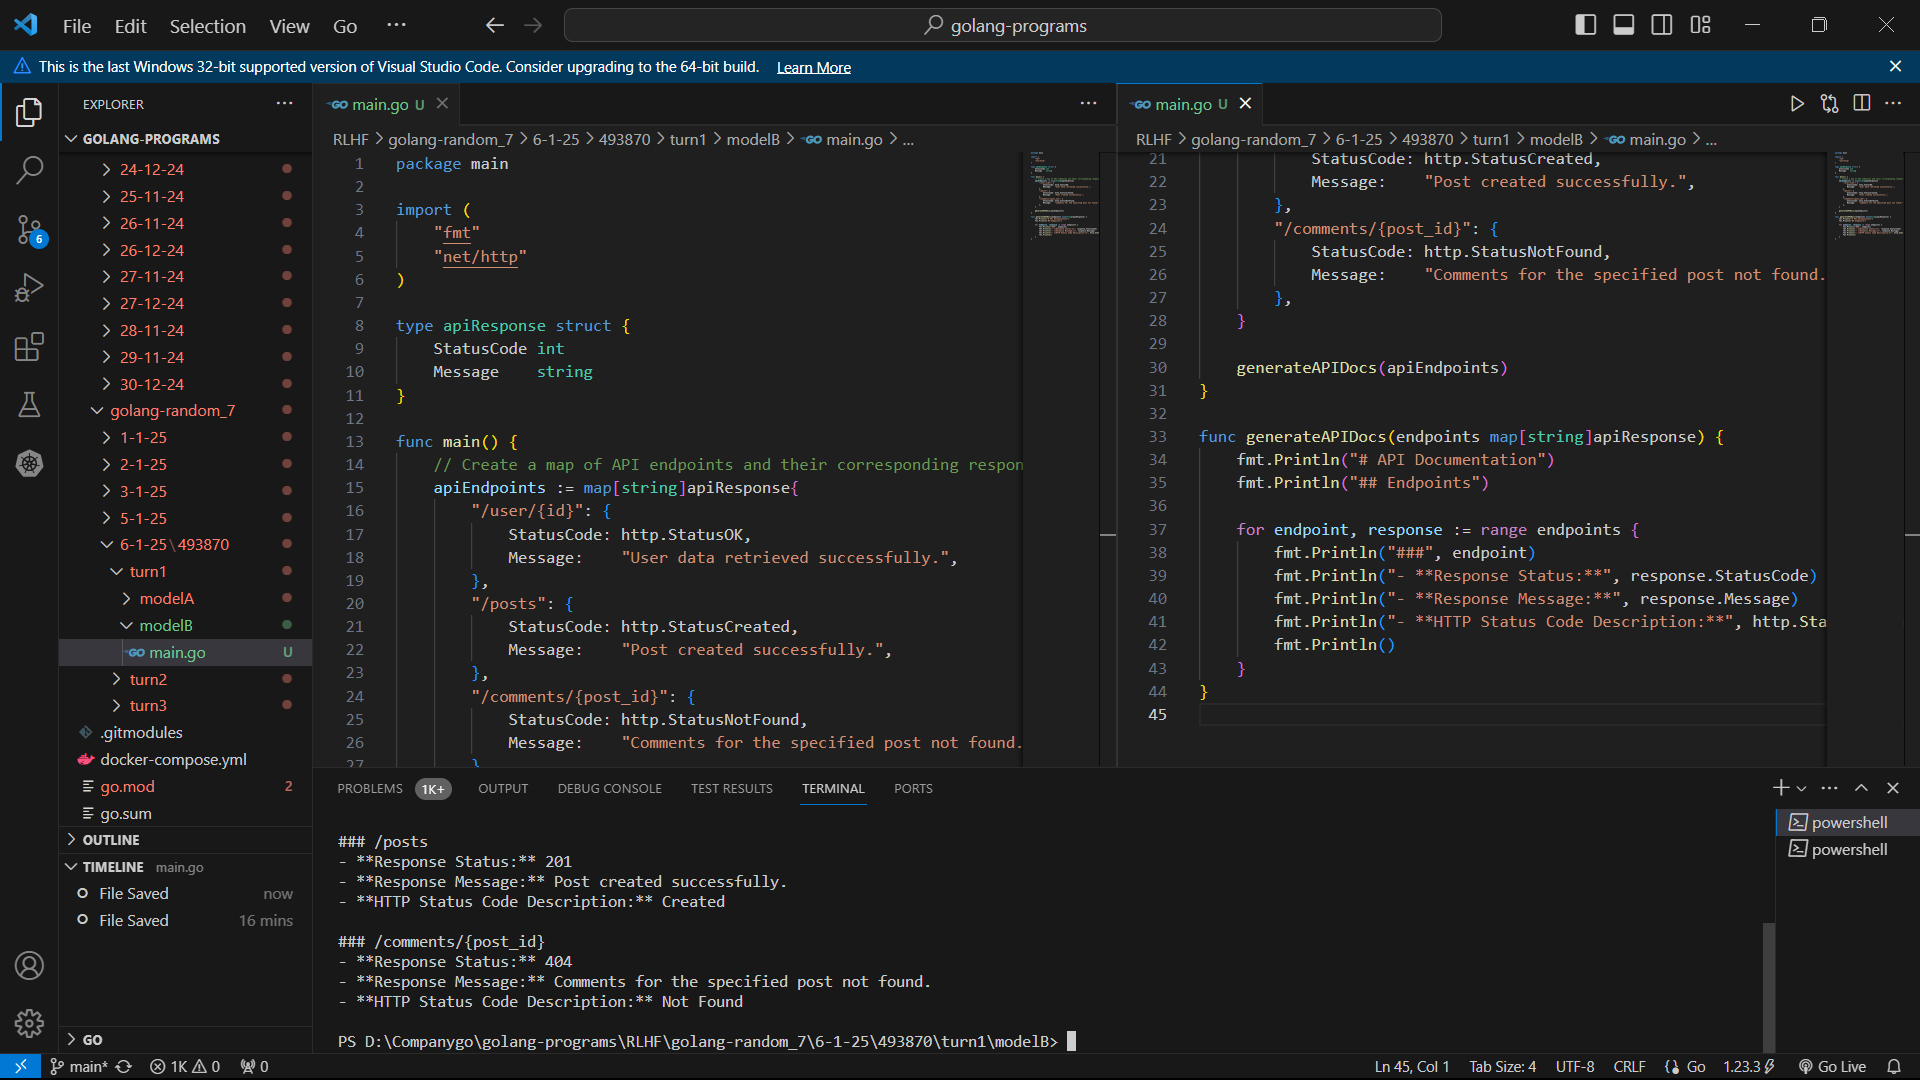 File Edit Selection View Go ···
golang-programs
This is the last Windows 32-bit supported version of Visual Studio Code. Consider upgrading to the 64-bit build. Learn More
EXPLORER
GOLANG-PROGRAMS
24-12-24
25-11-24
26-11-24
26-12-24
27-11-24
27-12-24
28-11-24
29-11-24
30-12-24
golang-random_7
1-1-25
2-1-25
3-1-25
5-1-25
6-1-25\493870
turn1
modelA
modelB
main.go U
turn2
turn3
.gitmodules
docker-compose.yml
go.mod 2
go.sum
OUTLINE
TIMELINE main.go
File Saved now
File Saved 16 mins
GO
6
main.go U
RLHF > golang-random_7 > 6-1-25 > 493870 > turn1 > modelB > main.go > ...
1 package main
2
3 import (
4 "fmt"
5 "net/http"
6 )
7
8 type apiResponse struct {
9 StatusCode int
10 Message string
11 }
12
13 func main() {
14 // Create a map of API endpoints and their corresponding respon
15 apiEndpoints := map[string]apiResponse{
16 "/user/{id}": {
17 StatusCode: http.StatusOK,
18 Message: "User data retrieved successfully.",
19 },
20 "/posts": {
21 StatusCode: http.StatusCreated,
22 Message: "Post created successfully.",
23 },
24 "/comments/{post_id}": {
25 StatusCode: http.StatusNotFound,
26 Message: "Comments for the specified post not found.
27 }
main.go U
RLHF > golang-random_7 > 6-1-25 > 493870 > turn1 > modelB > main.go > ...
21 StatusCode: http.StatusCreated,
22 Message: "Post created successfully.",
23 },
24 "/comments/{post_id}": {
25 StatusCode: http.StatusNotFound,
26 Message: "Comments for the specified post not found.
27 },
28 }
29
30 generateAPIDocs(apiEndpoints)
31 }
32
33 func generateAPIDocs(endpoints map[string]apiResponse) {
34 fmt.Println("# API Documentation")
35 fmt.Println("## Endpoints")
36
37 for endpoint, response := range endpoints {
38 fmt.Println("###", endpoint)
39 fmt.Println("- **Response Status:**", response.StatusCode)
40 fmt.Println("- **Response Message:**", response.Message)
41 fmt.Println("- **HTTP Status Code Description:**", http.Sta
42 fmt.Println()
43 }
44 }
45
PROBLEMS 1K+ OUTPUT DEBUG CONSOLE TEST RESULTS TERMINAL PORTS
### /posts
- **Response Status:** 201
- **Response Message:** Post created successfully.
- **HTTP Status Code Description:** Created
### /comments/{post_id}
- **Response Status:** 404
- **Response Message:** Comments for the specified post not found.
- **HTTP Status Code Description:** Not Found
PS D:\Companygo\golang-programs\RLHF\golang-random_7\6-1-25\493870\turn1\modelB>
powershell
powershell
main* 1K 0 0
Ln 45, Col 1 Tab Size: 4 UTF-8 CRLF Go 1.23.3 Go Live